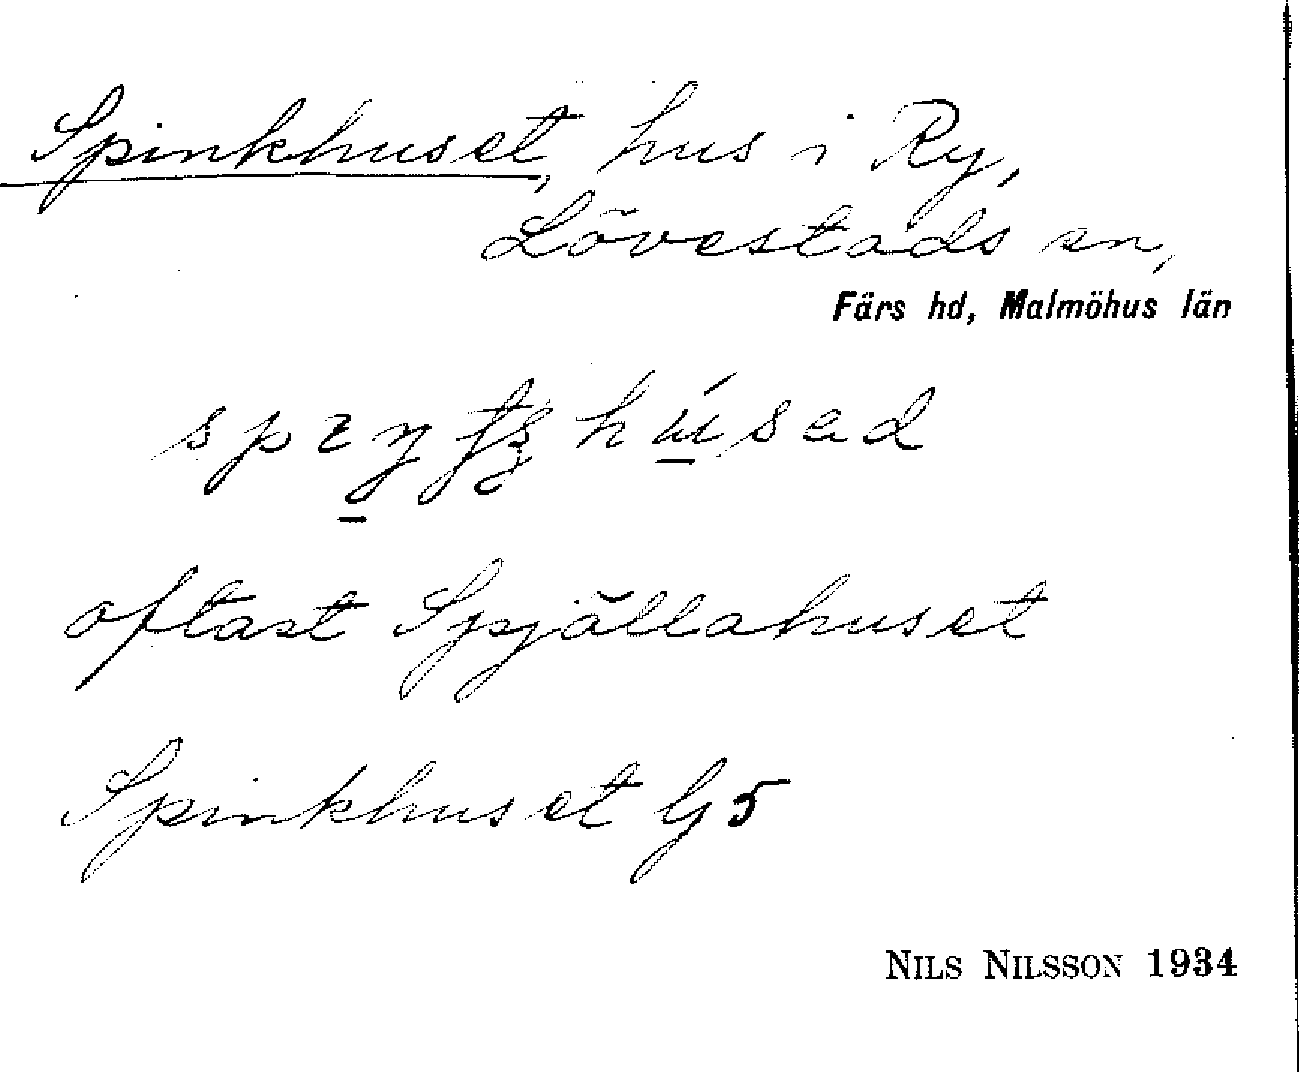 Spinkhuset, hus i Ry,
Lövestads sn,
Färs hd, Malmöhus län
oftast Spjällahuset
Spinkhuset G5
NILS NILSSON 1934